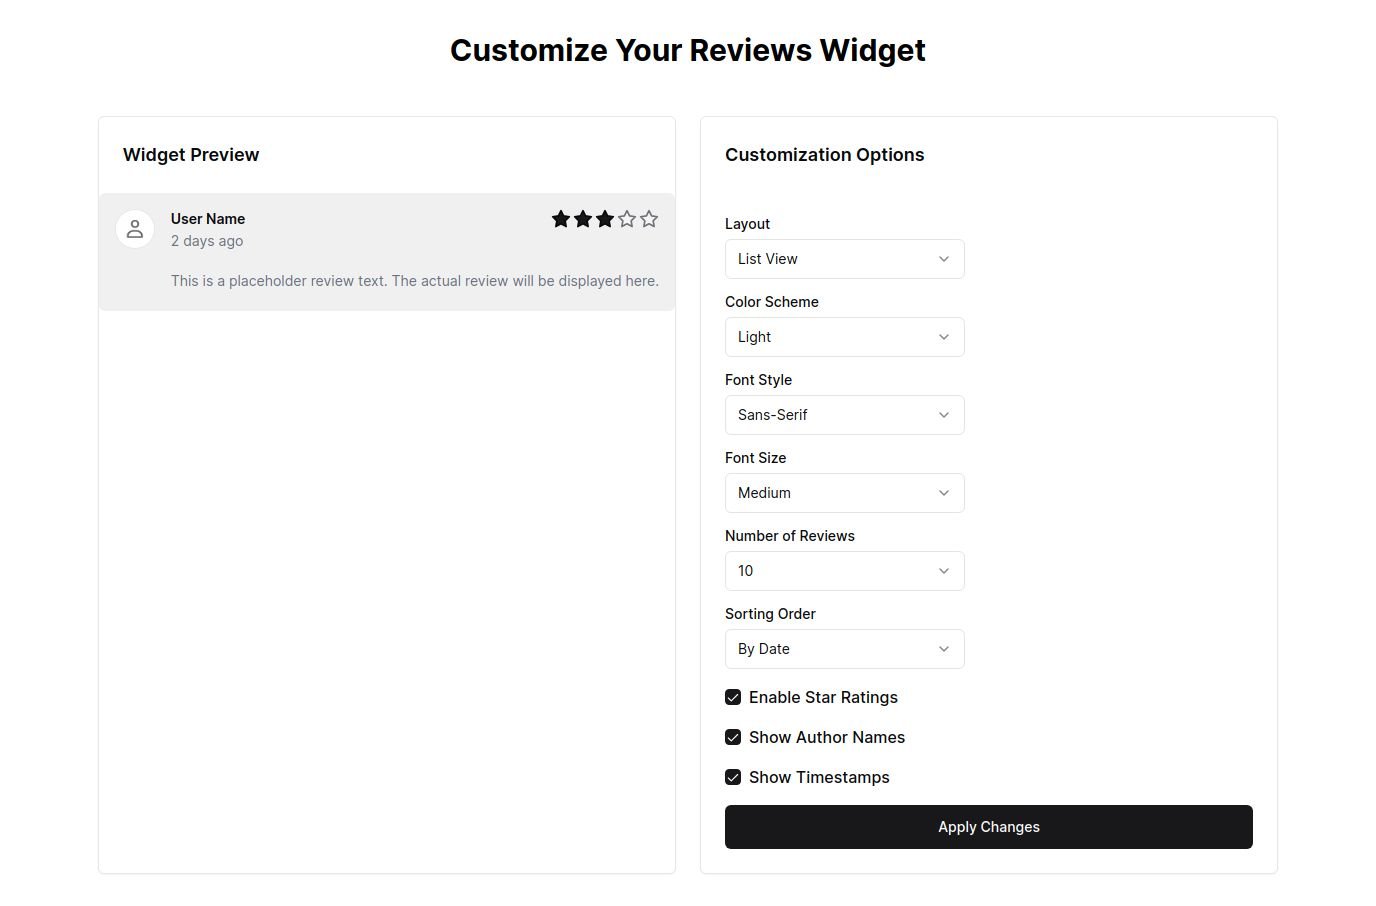 Customize Your Reviews Widget
Widget Preview
User Name
2 days ago
This is a placeholder review text. The actual review will be displayed here.
Customization Options
Layout
List View
Color Scheme
Light
Font Style
Sans-Serif
Font Size
Medium
Number of Reviews
10
Sorting Order
By Date
Enable Star Ratings
Show Author Names
Show Timestamps
Apply Changes